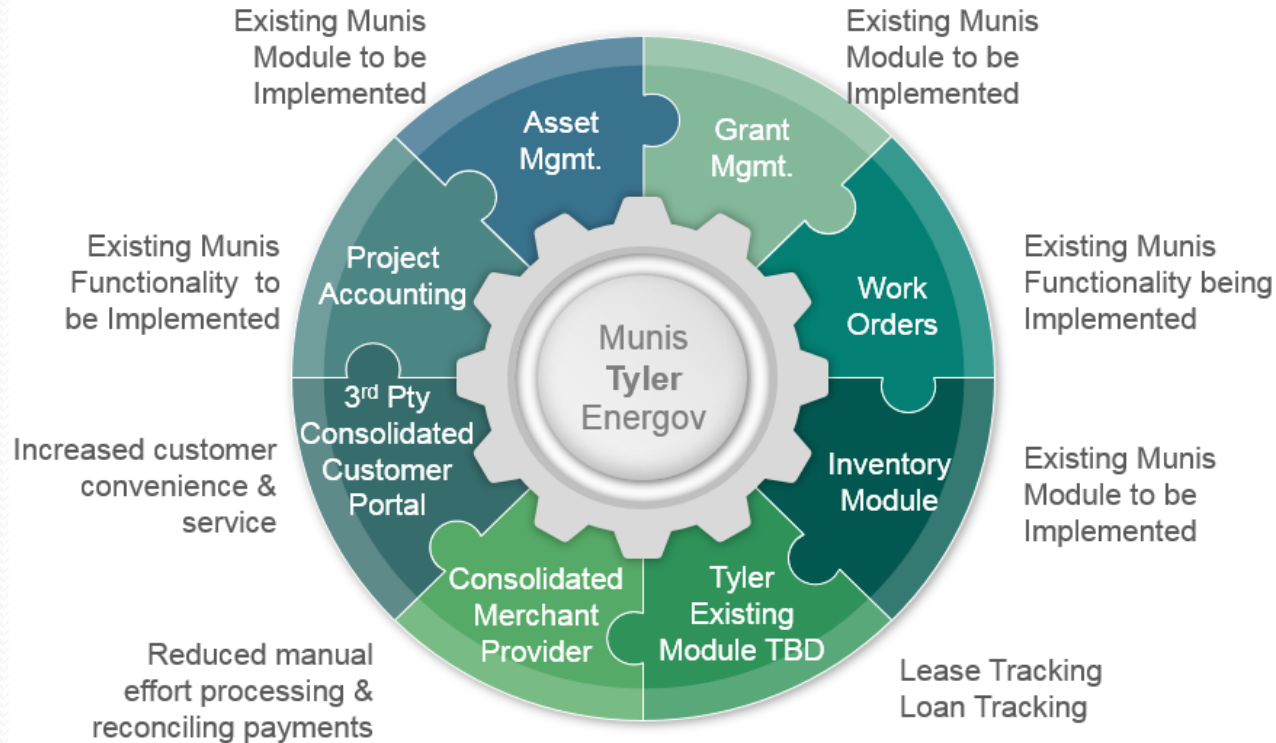 Existing Munis
Module to be
Implemented
Existing Munis
Module to be
Implemented
Asset
Mgmt.
Grant
Mgmt.
Existing Munis
Functionality to
be Implemented
Project
Accounting
Work
Orders
Existing Munis
Functionality being
Implemented
Munis
Tyler
Energov
3rd Pty
Consolidated
Customer
Portal
Increased customer
convenience &
service
Inventory
Module
Existing Munis
Module to be
Implemented
Consolidated
Merchant
Provider
Tyler
Existing
Module TBD
Reduced manual
effort processing &
reconciling payments
Lease Tracking
Loan Tracking